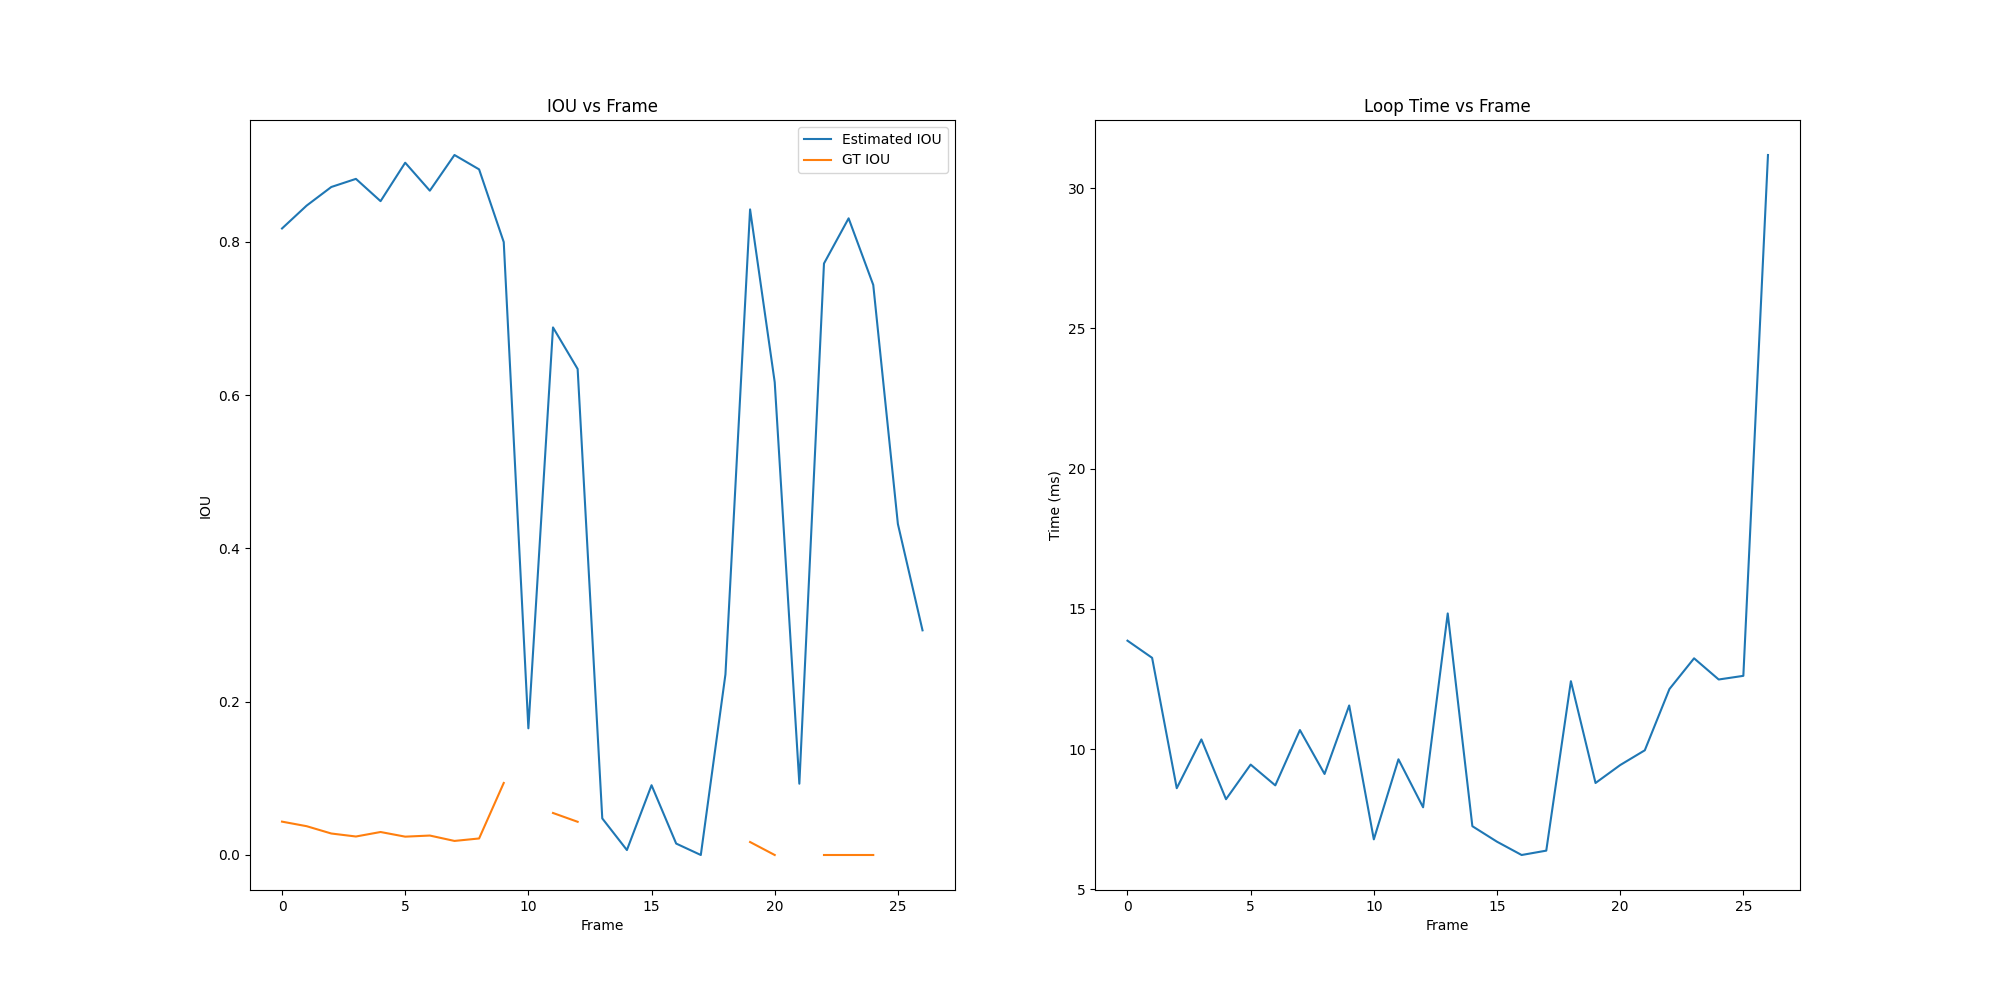 IOU vs Frame
Estimated IOU
GT IOU
0.8
0.6
0.4
0.2
0.0
IOU
0 5 10 15 20 25
Frame
Loop Time vs Frame
30
25
20
15
10
5
Time (ms)
0 5 10 15 20 25
Frame